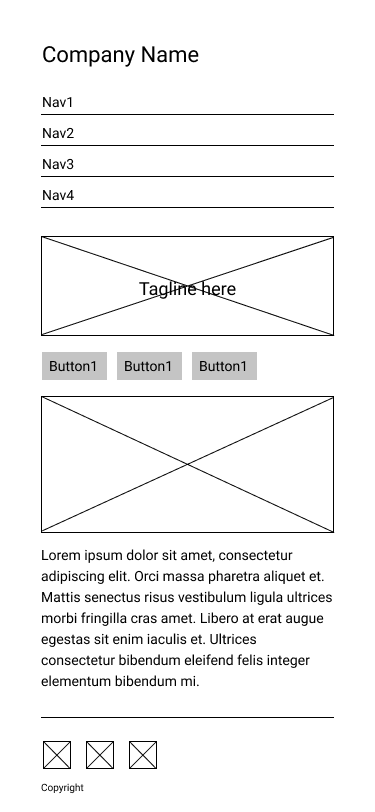 Company Name
Nav1
Nav2
Nav3
Nav4
Tagline here
Button1 Button1 Button1
Lorem ipsum dolor sit amet, consectetur
adipiscing elit. Orci massa pharetra aliquet et.
Mattis senectus risus vestibulum ligula ultrices
morbi fringilla cras amet. Libero at erat augue
egestas sit enim iaculis et. Ultrices
consectetur bibendum eleifend felis integer
elementum bibendum mi.
Copyright